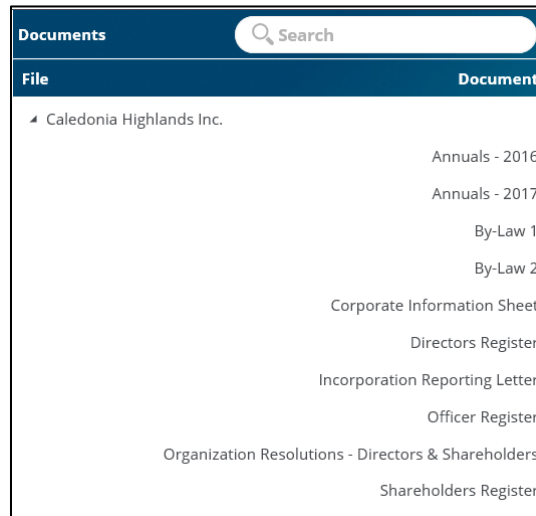 Documents Search
File Document
Caledonia Highlands Inc.
Annuals - 2016
Annuals - 2017
By-Law 1
By-Law 2
Corporate Information Sheet
Directors Register
Incorporation Reporting Letter
Officer Register
Organization Resolutions - Directors & Shareholders
Shareholders Register